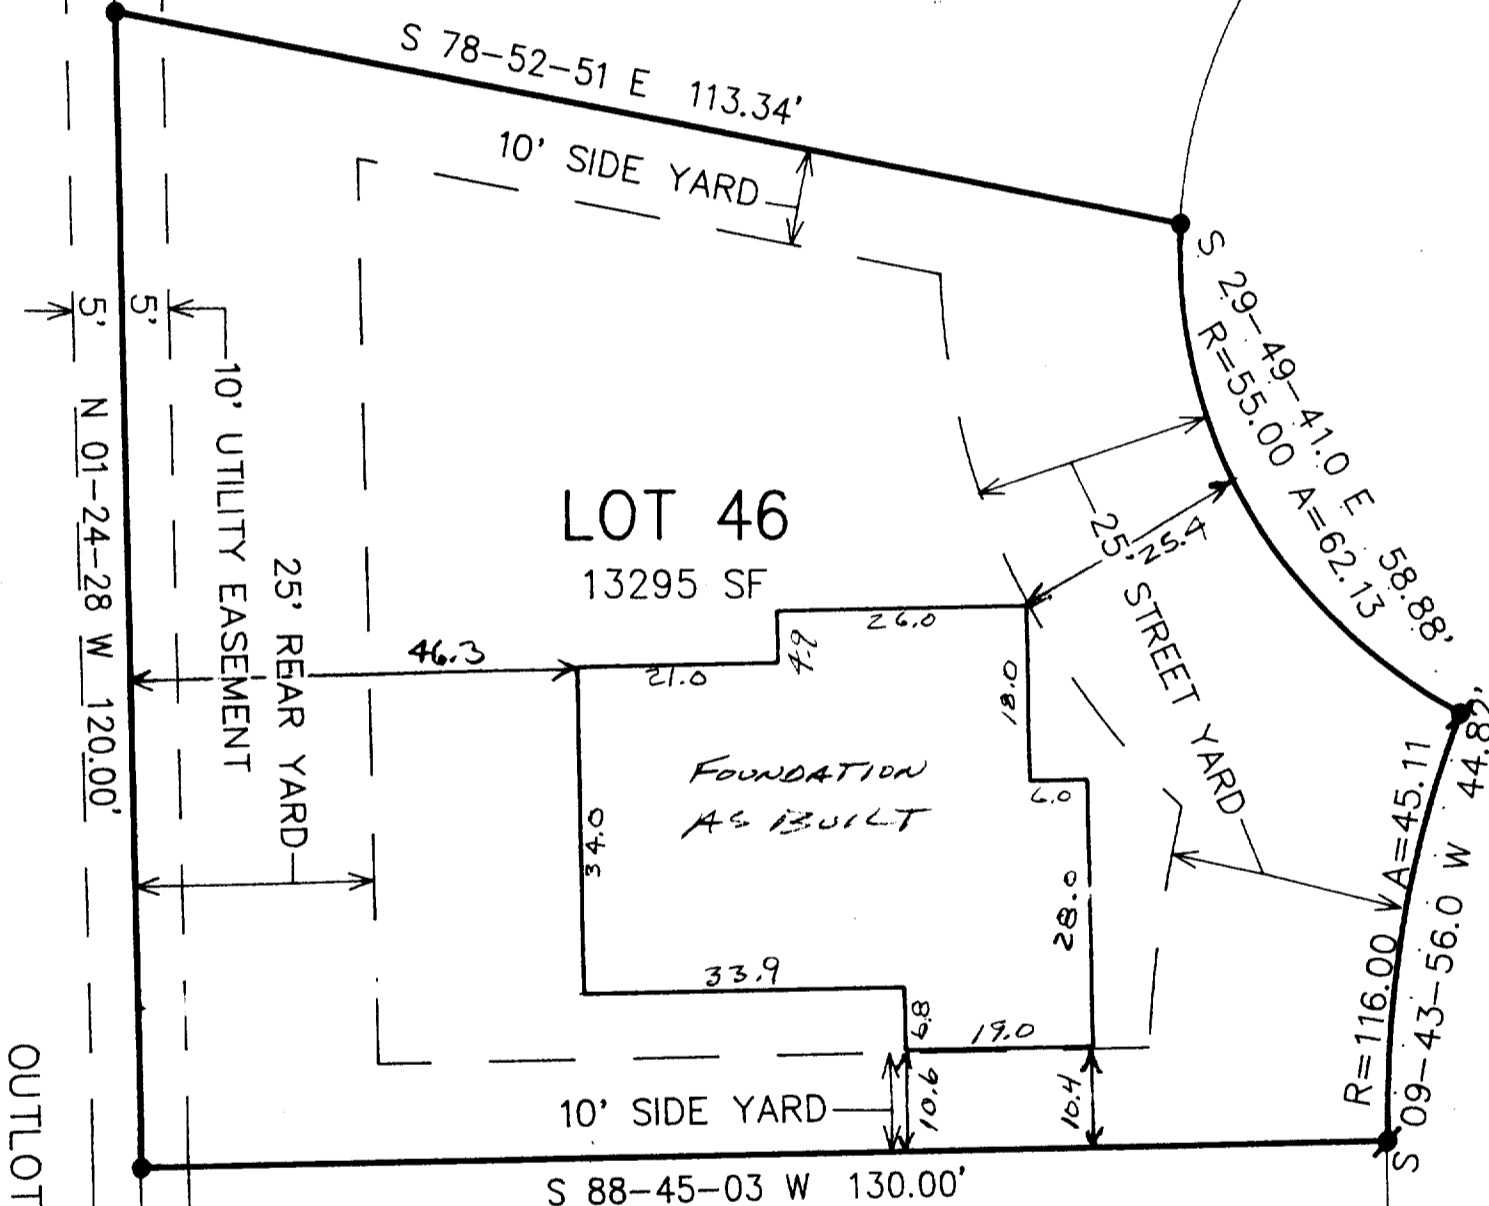 S 78-52-51 E 113.34'
10' SIDE YARD
S 29-49-41.0 E 58.88'
R=55.00 A=62.13
5'
5'
N 01-24-28 W 120.00'
10' UTILITY EASEMENT
25' REAR YARD
LOT 46
13295 SF
25' STREET YARD
25.4
46.3
21.0
26.0
18.0
6.0
FOUNDATION
AS BUILT
34.0
28.0
33.9
6.8
19.0
10.6
10.4
10' SIDE YARD
R=116.00 A=45.11
S 09-43-56.0 W 44.82'
S 88-45-03 W 130.00'
OUTLOT